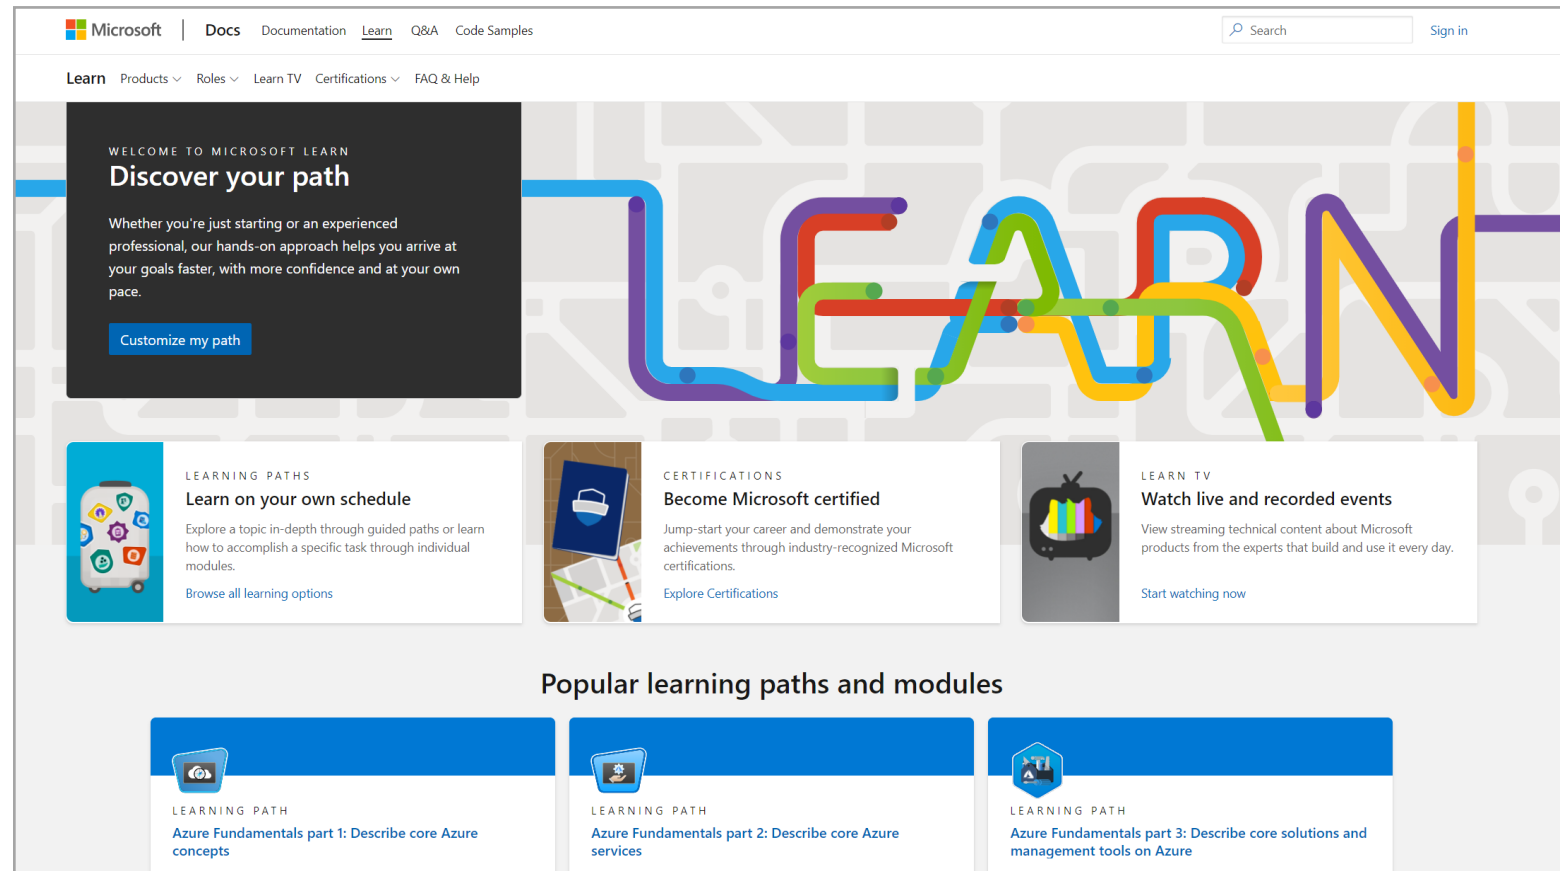 Microsoft Docs Documentation Learn Q&A Code Samples Search Sign in
Learn Products Roles Learn TV Certifications FAQ & Help
WELCOME TO MICROSOFT LEARN
Discover your path
Whether you're just starting or an experienced
professional, our hands-on approach helps you arrive at
your goals faster, with more confidence and at your own
pace.
Customize my path
LEARN
LEARNING PATHS
Learn on your own schedule
Explore a topic in-depth through guided paths or learn
how to accomplish a specific task through individual
modules.
Browse all learning options
CERTIFICATIONS
Become Microsoft certified
Jump-start your career and demonstrate your
achievements through industry-recognized Microsoft
certifications.
Explore Certifications
LEARN TV
Watch live and recorded events
View streaming technical content about Microsoft
products from the experts that build and use it every day.
Start watching now
Popular learning paths and modules
LEARNING PATH
Azure Fundamentals part 1: Describe core Azure
concepts
LEARNING PATH
Azure Fundamentals part 2: Describe core Azure
services
LEARNING PATH
Azure Fundamentals part 3: Describe core solutions and
management tools on Azure